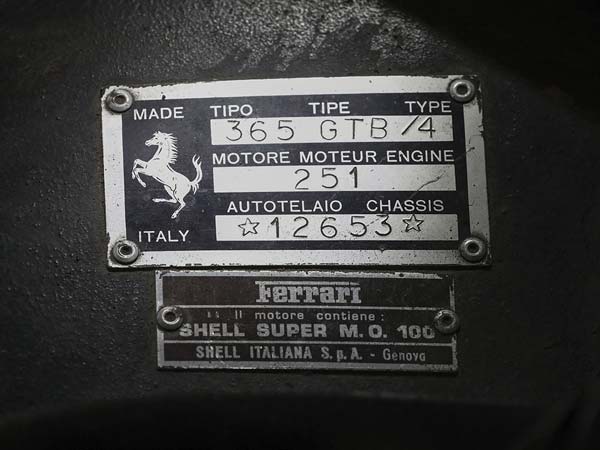 MADE TIPO TIPE TYPE
365 GTB/4
MOTORE MOTEUR ENGINE
251
AUTOTELAIO CHASSIS
ITALY ☆12653☆
Ferrari
Il motore contiene:
SHELL SUPER M.O. 100
SHELL ITALIANA S.p.A. - Genova